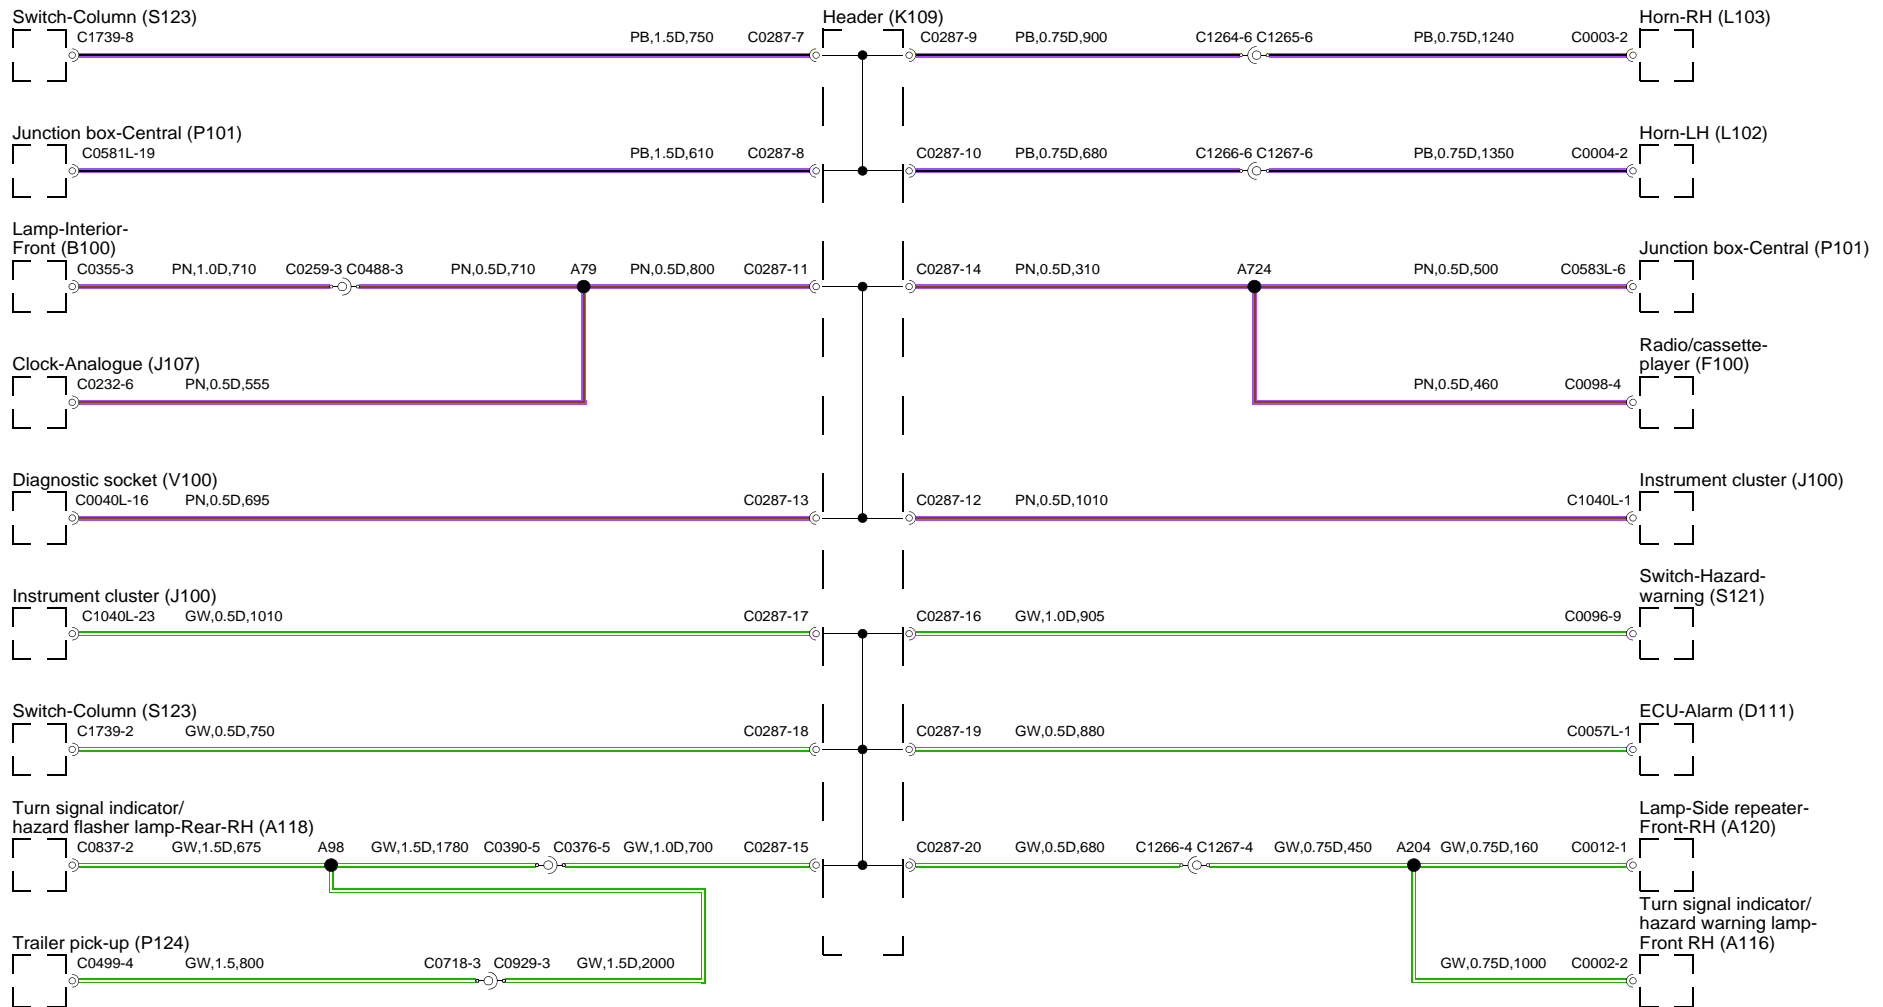 Switch-Column (S123)
Header (K109)
Horn-RH (L103)
C1739-8 PB,1.5D,750 C0287-7 C0287-9 PB,0.75D,900 C1264-6 C1265-6 PB,0.75D,1240 C0003-2
Junction box-Central (P101)
Horn-LH (L102)
C0581L-19 PB,1.5D,610 C0287-8 C0287-10 PB,0.75D,680 C1266-6 C1267-6 PB,0.75D,1350 C0004-2
Lamp-Interior-
Front (B100)
Junction box-Central (P101)
C0355-3 PN,1.0D,710 C0259-3 C0488-3 PN,0.5D,710 A79 PN,0.5D,800 C0287-11 C0287-14 PN,0.5D,310 A724 PN,0.5D,500 C0583L-6
Clock-Analogue (J107)
Radio/cassette-
player (F100)
C0232-6 PN,0.5D,555 PN,0.5D,460 C0098-4
Diagnostic socket (V100)
Instrument cluster (J100)
C0040L-16 PN,0.5D,695 C0287-13 C0287-12 PN,0.5D,1010 C1040L-1
Instrument cluster (J100)
Switch-Hazard-
warning (S121)
C1040L-23 GW,0.5D,1010 C0287-17 C0287-16 GW,1.0D,905 C0096-9
Switch-Column (S123)
ECU-Alarm (D111)
C1739-2 GW,0.5D,750 C0287-18 C0287-19 GW,0.5D,880 C0057L-1
Turn signal indicator/
hazard flasher lamp-Rear-RH (A118)
Lamp-Side repeater-
Front-RH (A120)
C0837-2 GW,1.5D,675 A98 GW,1.5D,1780 C0390-5 C0376-5 GW,1.0D,700 C0287-15 C0287-20 GW,0.5D,680 C1266-4 C1267-4 GW,0.75D,450 A204 GW,0.75D,160 C0012-1
Trailer pick-up (P124)
Turn signal indicator/
hazard warning lamp-
Front RH (A116)
C0499-4 GW,1.5,800 C0718-3 C0929-3 GW,1.5D,2000 GW,0.75D,1000 C0002-2